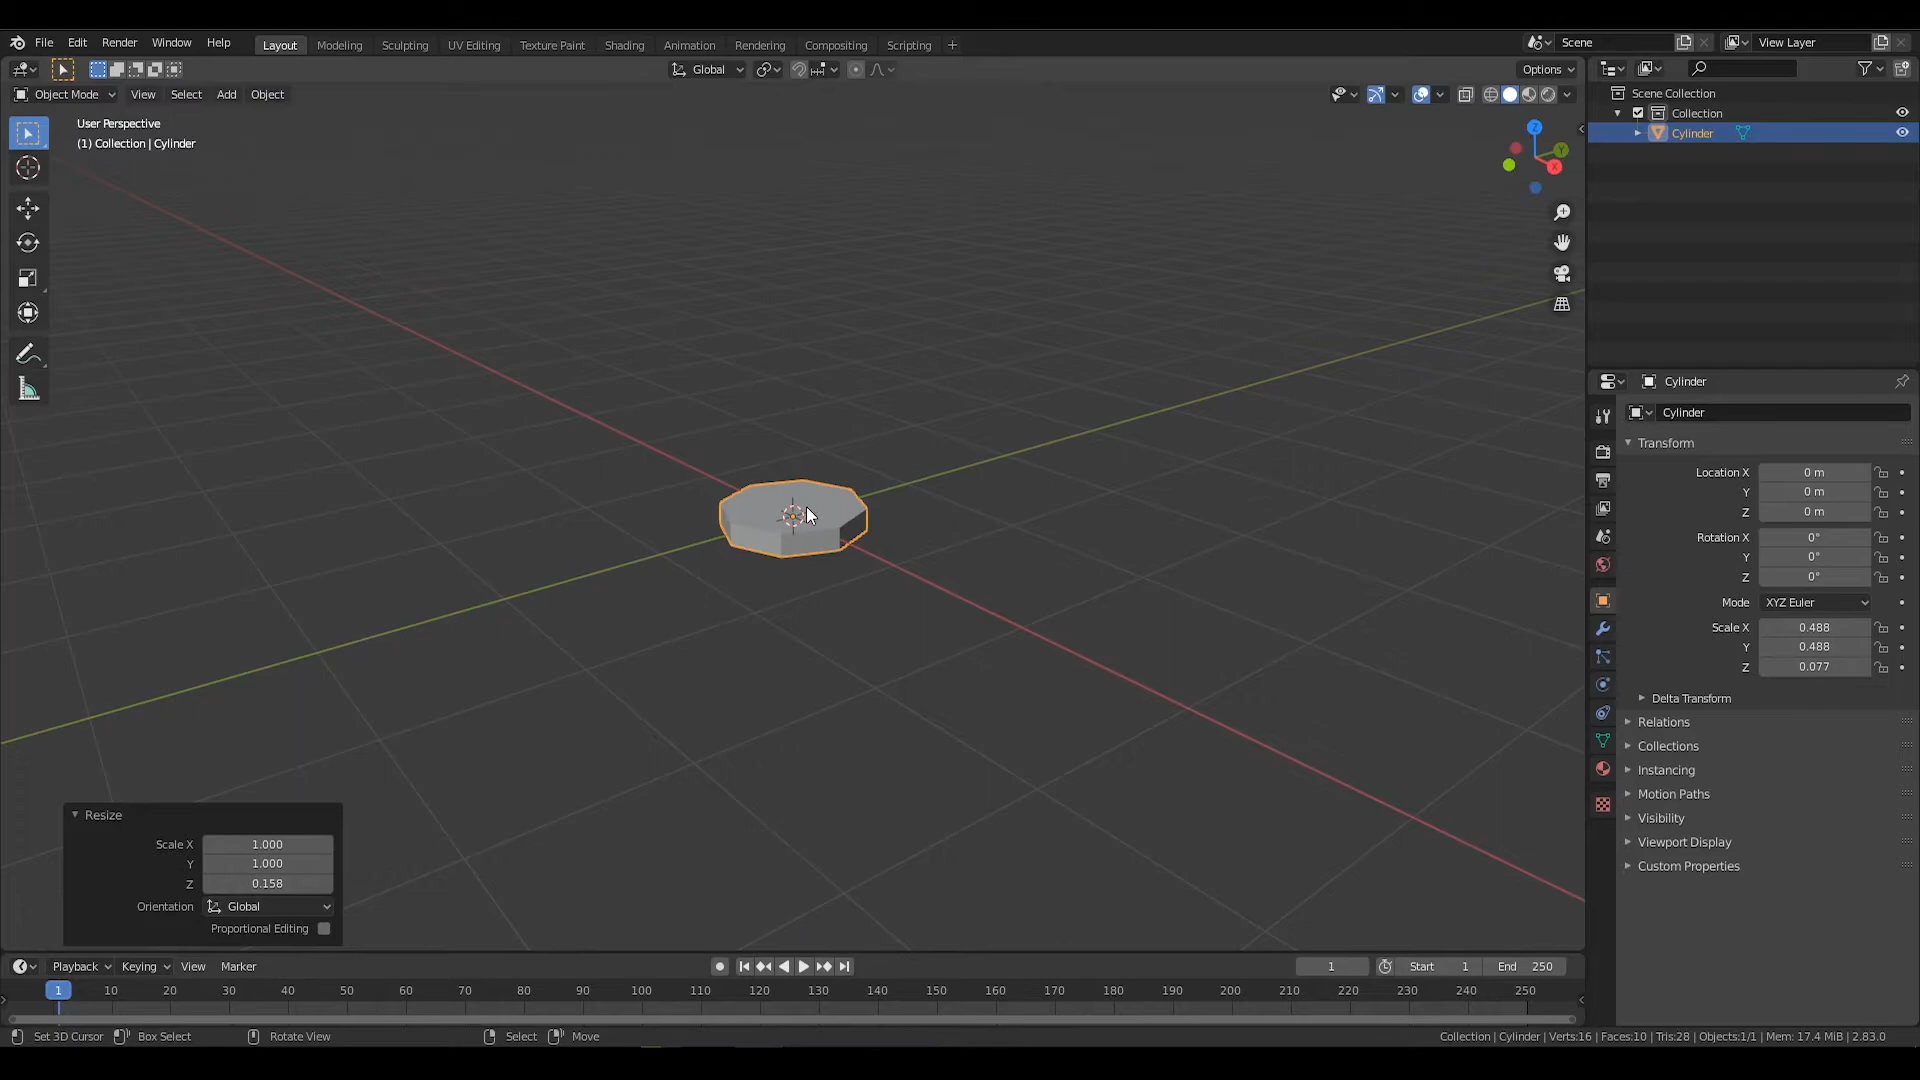 File Edit Render Window Help
Layout Modeling Sculpting UV Editing Texture Paint Shading Animation Rendering Compositing Scripting +
Scene
View Layer
Global
Options
Object Mode View Select Add Object
User Perspective
(1) Collection | Cylinder
Z
Y
X
Scene Collection
Collection
Cylinder
Cylinder
Cylinder
Transform
Location X 0 m
Y 0 m
Z 0 m
Rotation X 0°
Y 0°
Z 0°
Mode XYZ Euler
Scale X 0.488
Y 0.488
Z 0.077
Delta Transform
Relations
Collections
Instancing
Motion Paths
Visibility
Viewport Display
Custom Properties
Resize
Scale X 1.000
Y 1.000
Z 0.158
Orientation Global
Proportional Editing
Playback Keying View Marker
1 Start 1 End 250
1 10 20 30 40 50 60 70 80 90 100 110 120 130 140 150 160 170 180 190 200 210 220 230 240 250
Set 3D Cursor Box Select Rotate View Select Move
Collection | Cylinder | Verts:16 | Faces:10 | Tris:28 | Objects:1/1 | Mem: 17.4 MiB | 2.83.0